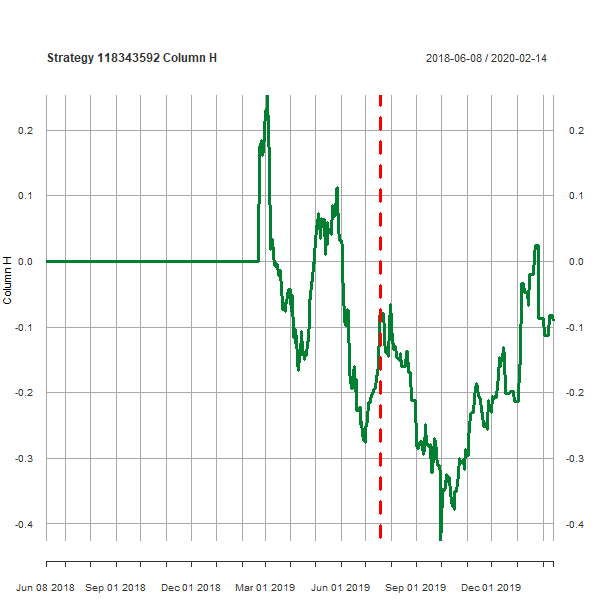 Strategy 118343592 Column H 2018-06-08 / 2020-02-14
0.2 0.2
0.1 0.1
0.0 0.0
-0.1 -0.1
-0.2 -0.2
-0.3 -0.3
-0.4 -0.4
Column H
Jun 08 2018 Sep 01 2018 Dec 01 2018 Mar 01 2019 Jun 01 2019 Sep 01 2019 Dec 01 2019